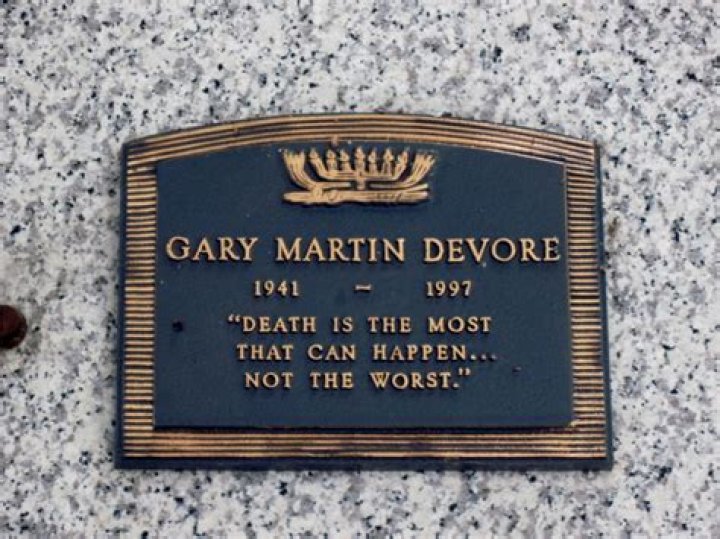 GARY MARTIN DEVORE
1941 – 1997
"DEATH IS THE MOST
THAT CAN HAPPEN...
NOT THE WORST."